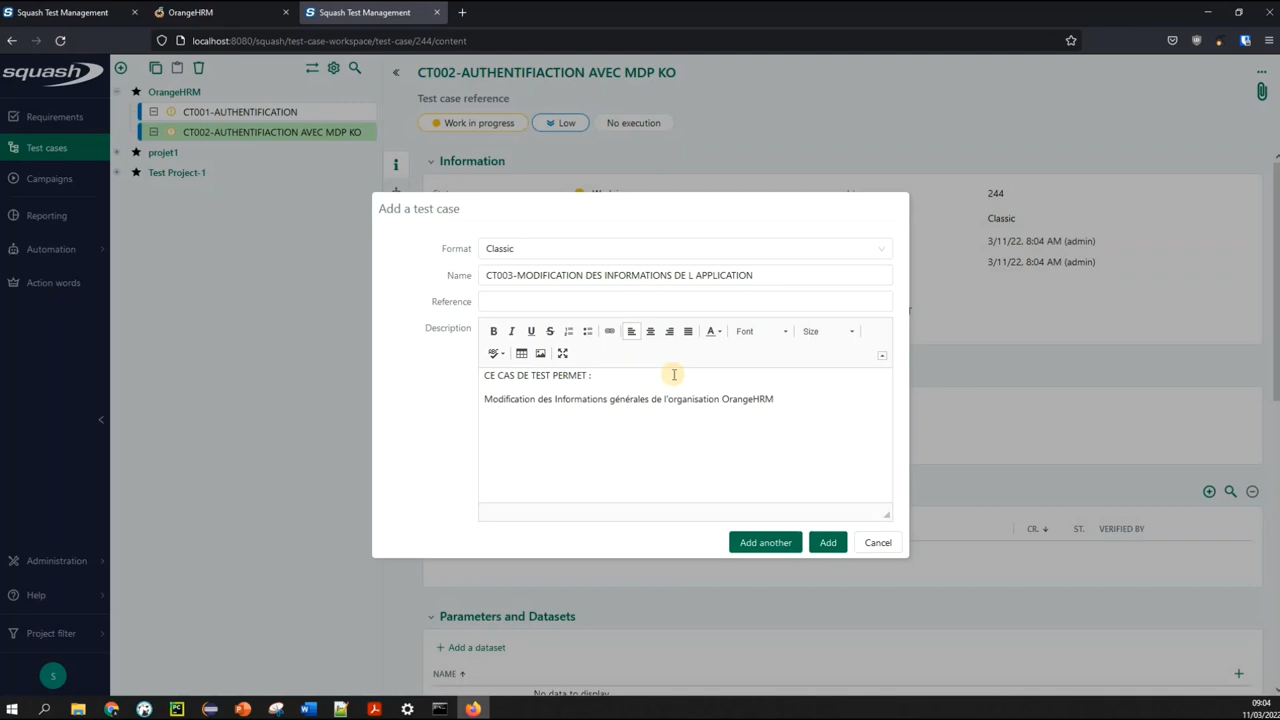 Squash Test Management
OrangeHRM
Squash Test Management
localhost:8080/squash/test-case-workspace/test-case/244/content
squash
Requirements
Test cases
Campaigns
Reporting
Automation
Action words
Administration
Help
Project filter
S
OrangeHRM
CT001-AUTHENTIFICATION
CT002-AUTHENTIFIACTION AVEC MDP KO
projet1
Test Project-1
CT002-AUTHENTIFIACTION AVEC MDP KO
Test case reference
Work in progress
Low
No execution
Information
244
Classic
3/11/22, 8:04 AM (admin)
3/11/22, 8:04 AM (admin)
Add a test case
Format
Classic
Name
CT003-MODIFICATION DES INFORMATIONS DE L APPLICATION
Reference
Description
Font
Size
CE CAS DE TEST PERMET :
Modification des Informations générales de l'organisation OrangeHRM
Add another
Add
Cancel
CR.
ST.
VERIFIED BY
Parameters and Datasets
+ Add a dataset
NAME
No data to display
09:04
11/03/2022